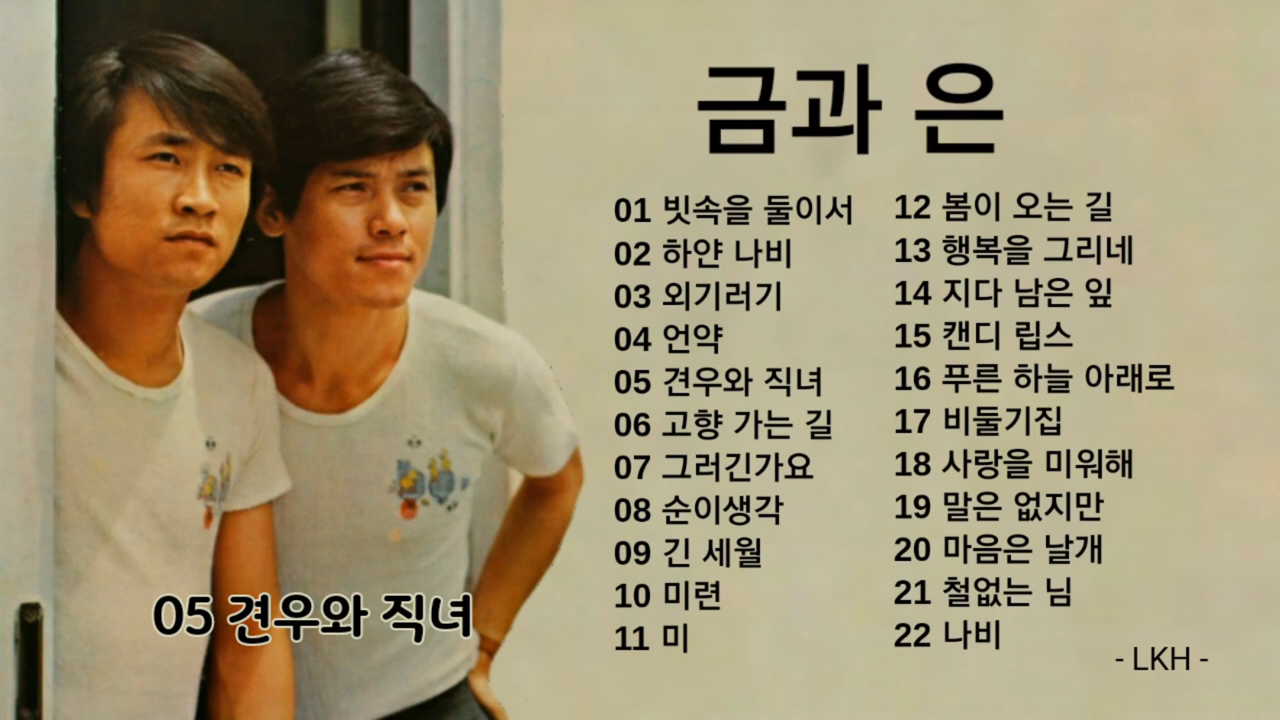 금과 은
01 빗속을 둘이서
02 하얀 나비
03 외기러기
04 언약
05 견우와 직녀
06 고향 가는 길
07 그러긴가요
08 순이생각
09 긴 세월
10 미련
11 미
12 봄이 오는 길
13 행복을 그리네
14 지다 남은 잎
15 캔디 립스
16 푸른 하늘 아래로
17 비둘기집
18 사랑을 미워해
19 말은 없지만
20 마음은 날개
21 철없는 님
22 나비
- LKH -
05 견우와 직녀